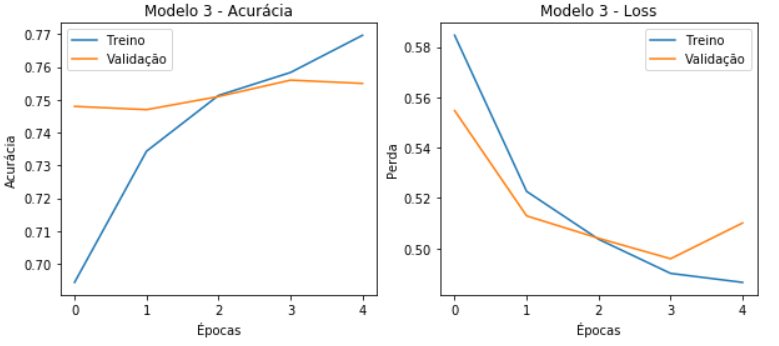 Modelo 3 - Acurácia
Treino
Validação
0.77
0.76
0.75
0.74
0.73
0.72
0.71
0.70
Acurácia
0
1
2
3
4
Épocas
Modelo 3 - Loss
Treino
Validação
0.58
0.56
0.54
0.52
0.50
Perda
0
1
2
3
4
Épocas